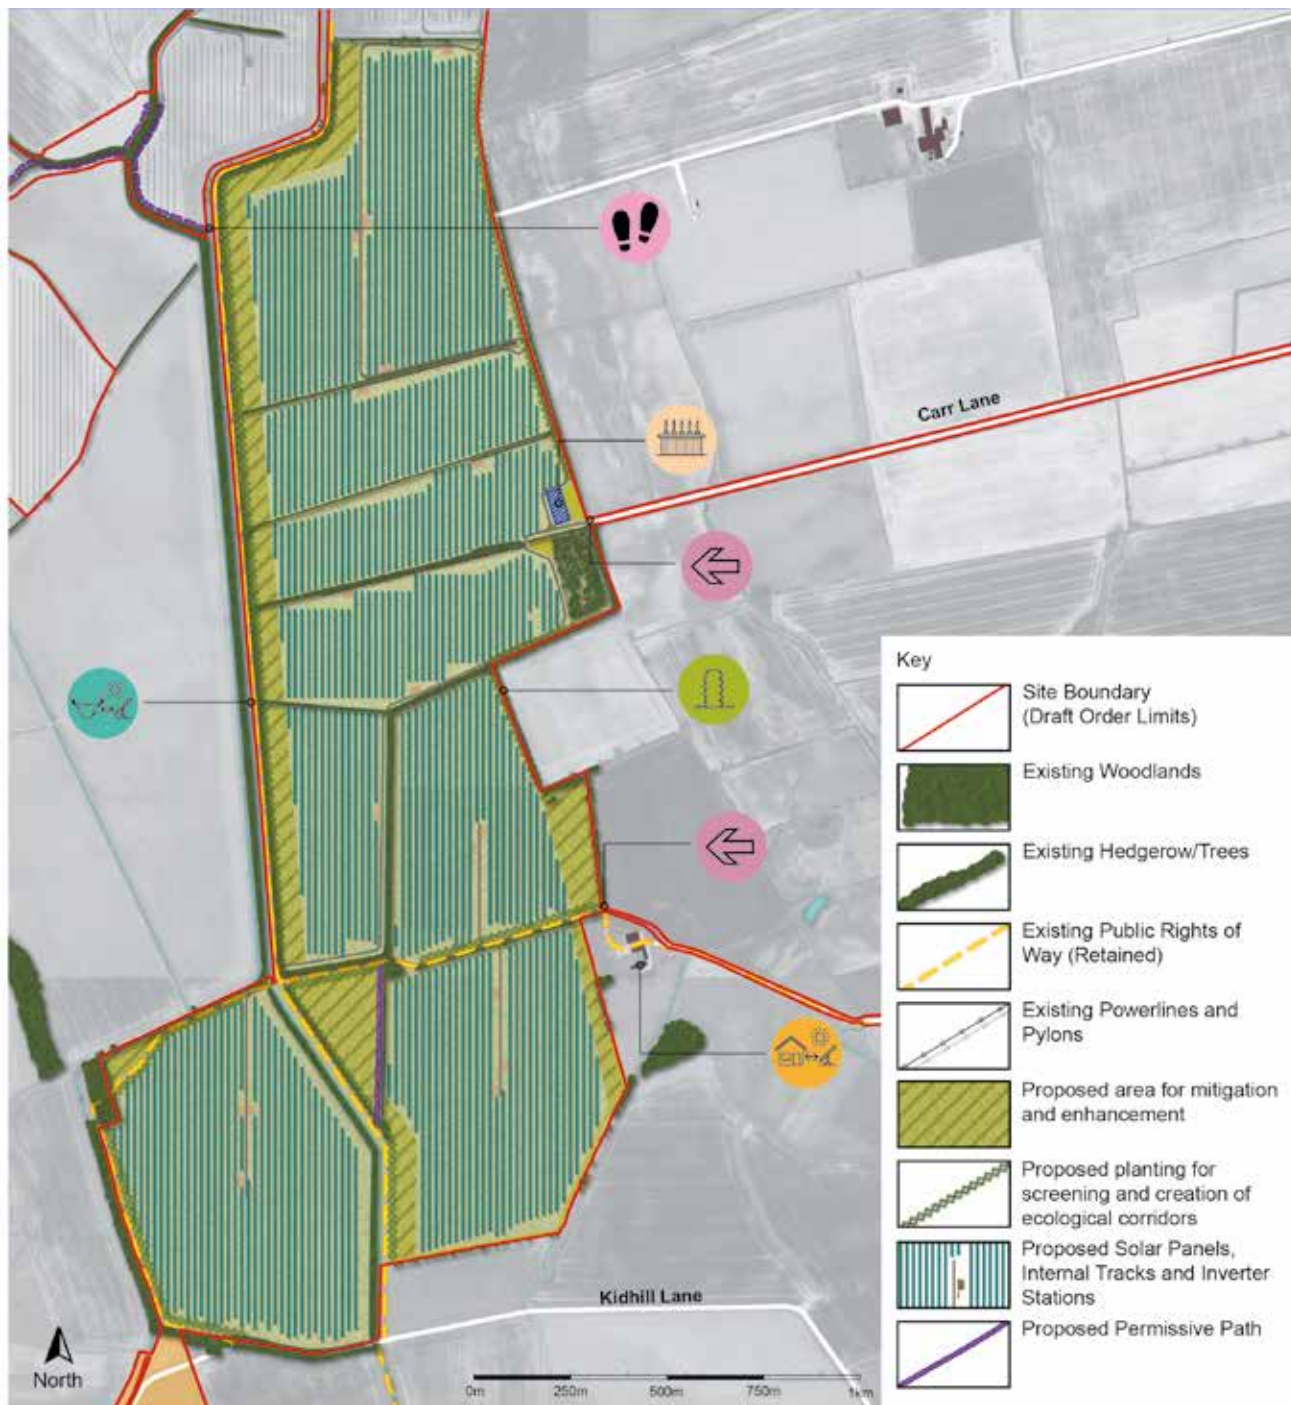 Carr Lane
Key
Site Boundary
(Draft Order Limits)
Existing Woodlands
Existing Hedgerow/Trees
Existing Public Rights of
Way (Retained)
Existing Powerlines and
Pylons
Proposed area for mitigation
and enhancement
Proposed planting for
screening and creation of
ecological corridors
Proposed Solar Panels,
Internal Tracks and Inverter
Stations
Proposed Permissive Path
Kidhill Lane
North
0m 250m 500m 750m 1km